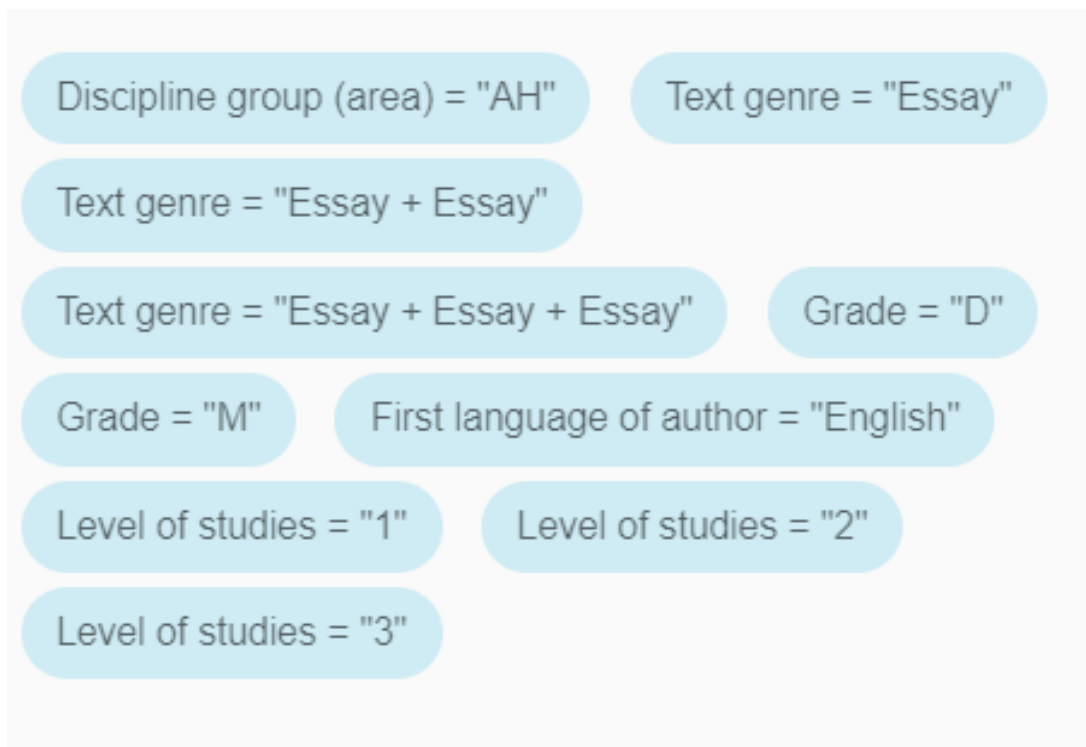 Discipline group (area) = "AH" Text genre = "Essay"
Text genre = "Essay + Essay"
Text genre = "Essay + Essay + Essay" Grade = "D"
Grade = "M" First language of author = "English"
Level of studies = "1" Level of studies = "2"
Level of studies = "3"